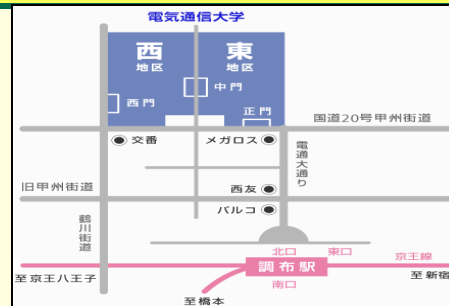 電気通信大学
西 東
地区 地区
中門
西門
正門
国道20号甲州街道
交番
メガロス
電通大通り
西友
旧甲州街道
パルコ
鶴川街道
北口 東口
京王線
調布駅
至京王八王子
南口
至新宿
至橋本